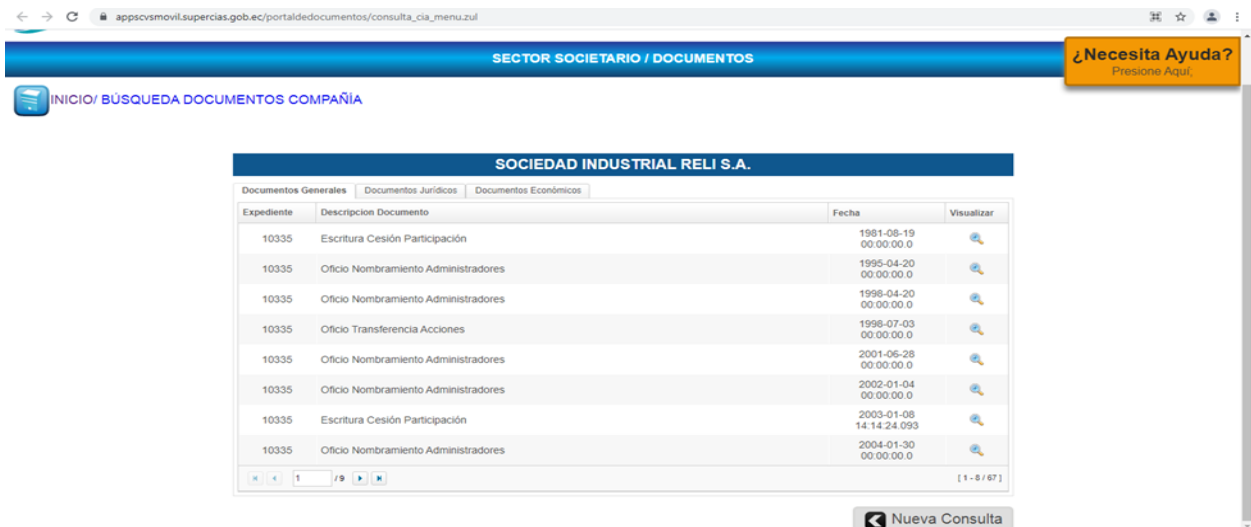 appscvsmovil.supercias.gob.ec/portaldedocumentos/consulta_cia_menu.zul
SECTOR SOCIETARIO / DOCUMENTOS
¿Necesita Ayuda?
Presione Aquí;
INICIO/ BÚSQUEDA DOCUMENTOS COMPAÑÍA
SOCIEDAD INDUSTRIAL RELI S.A.
Documentos Generales Documentos Jurídicos Documentos Económicos
Expediente Descripcion Documento Fecha Visualizar
10335 Escritura Cesión Participación 1981-08-19 00:00:00.0
10335 Oficio Nombramiento Administradores 1995-04-20 00:00:00.0
10335 Oficio Nombramiento Administradores 1998-04-20 00:00:00.0
10335 Oficio Transferencia Acciones 1998-07-03 00:00:00.0
10335 Oficio Nombramiento Administradores 2001-06-28 00:00:00.0
10335 Oficio Nombramiento Administradores 2002-01-04 00:00:00.0
10335 Escritura Cesión Participación 2003-01-08 14:14:24.093
10335 Oficio Nombramiento Administradores 2004-01-30 00:00:00.0
1 / 9 [ 1 - 8 / 67 ]
Nueva Consulta